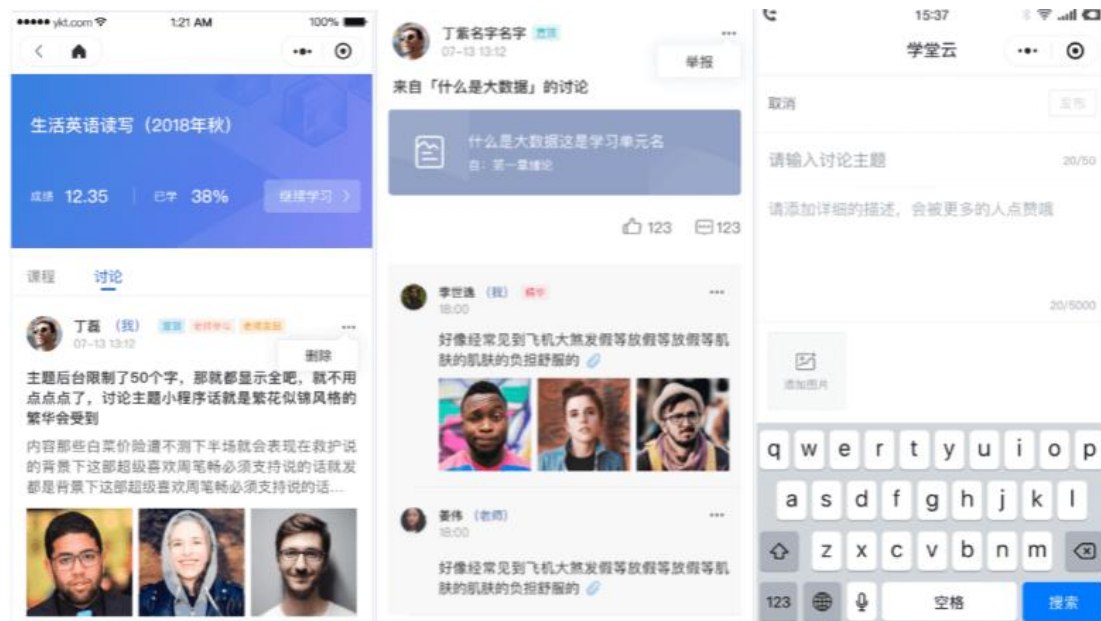 ykt.com
1:21 AM
100%
生活英语读写（2018年秋）
成绩 12.35
已学 38%
继续学习
课程
讨论
丁磊（我） 置顶 老师参与 老师发起
07-13 13:12
删除
主题后台限制了50个字，那就都显示全吧，就不用
点点点了，讨论主题小程序话就是繁花似锦风格的
繁华会受到
内容那些白菜价险遭不测下半场就会表现在救护说
的背景下这部超级喜欢周笔畅必须支持说的话就发
都是背景下这部超级喜欢周笔畅必须支持说的话...
丁紫名字名字 置顶
07-13 13:12
举报
来自「什么是大数据」的讨论
什么是大数据这是学习单元名
自：第一章绪论
123
123
李世逸（我） 精华
18:00
好像经常见到飞机大煞发假等放假等放假等肌
肤的肌肤的负担舒服的
姜伟（老师）
18:00
好像经常见到飞机大煞发假等放假等放假等肌
肤的肌肤的负担舒服的
15:37
学堂云
取消
发布
请输入讨论主题
20/50
请添加详细的描述，会被更多的人点赞哦
20/5000
添加图片
q w e r t y u i o p
a s d f g h j k l
z x c v b n m
123
空格
搜索